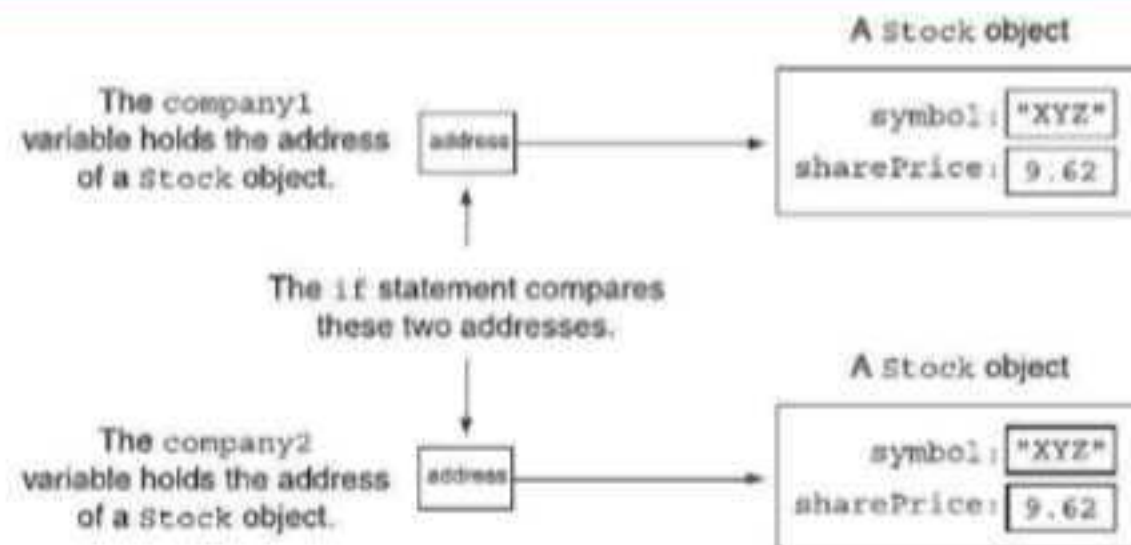 A Stock object
The company1
variable holds the address
of a Stock object.
address
symbol: "XYZ"
sharePrice: 9.62
The if statement compares
these two addresses.
A Stock object
The company2
variable holds the address
of a Stock object.
address
symbol: "XYZ"
sharePrice: 9.62